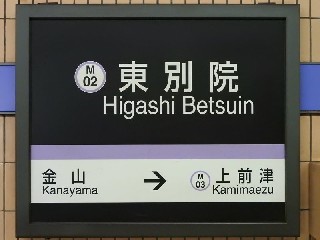 M
02
東別院
Higashi Betsuin
金山
Kanayama
→
M
03
上前津
Kamimaezu